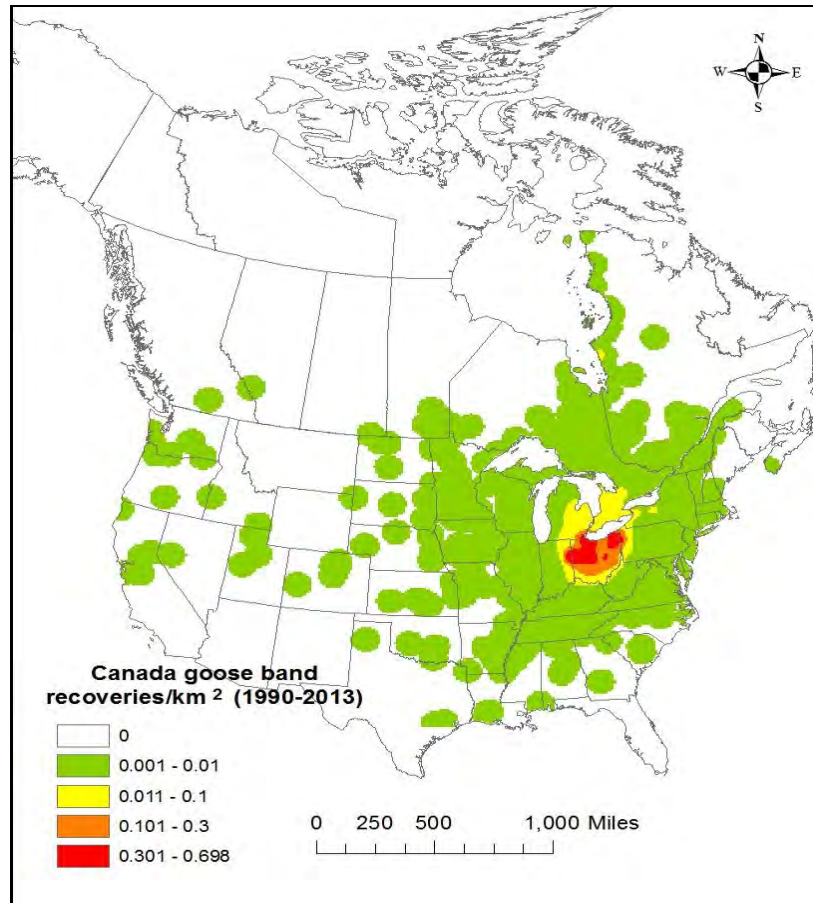 N
W E
S
Canada goose band
recoveries/km 2 (1990-2013)
0
0.001 - 0.01
0.011 - 0.1
0.101 - 0.3
0.301 - 0.698
0 250 500 1,000 Miles